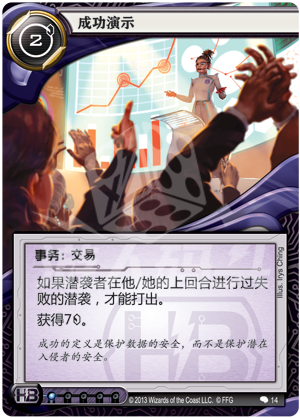 成功演示
2
事务：交易
如果潜袭者在他/她的上回合进行过失
败的潜袭，才能打出。
获得7。
成功的定义是保护数据的安全，而不是保护潜在
入侵者的安全。
Illus. Irys Ching
HB
© 2013 Wizards of the Coast LLC. © FFG
14